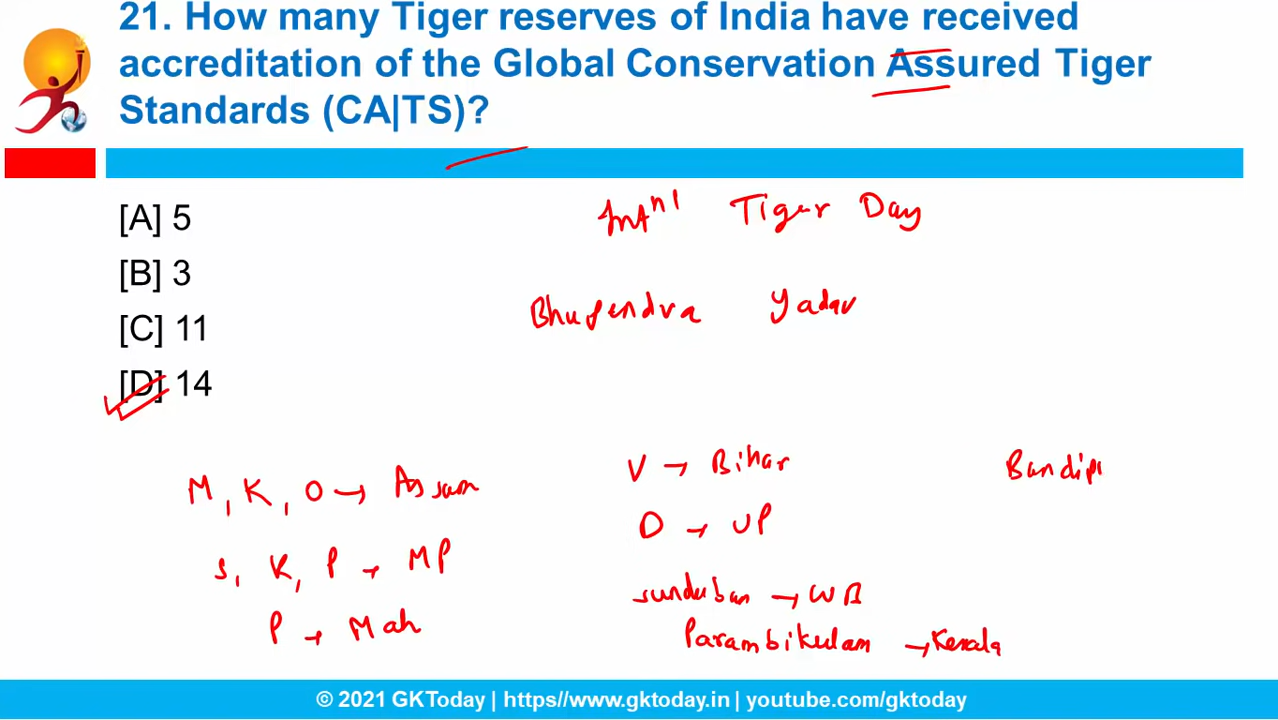 21. How many Tiger reserves of India have received
accreditation of the Global Conservation Assured Tiger
Standards (CA|TS)?
[A] 5
[B] 3
[C] 11
[D] 14
Intnl Tiger Day
Bhupendra Yadav
M, K, O → Assam
S, K, P → MP
P → Mah
V → Bihar
D → UP
Sunduban → WB
Parambikulam → Kerala
Bandip
© 2021 GKToday | https//www.gktoday.in | youtube.com/gktoday